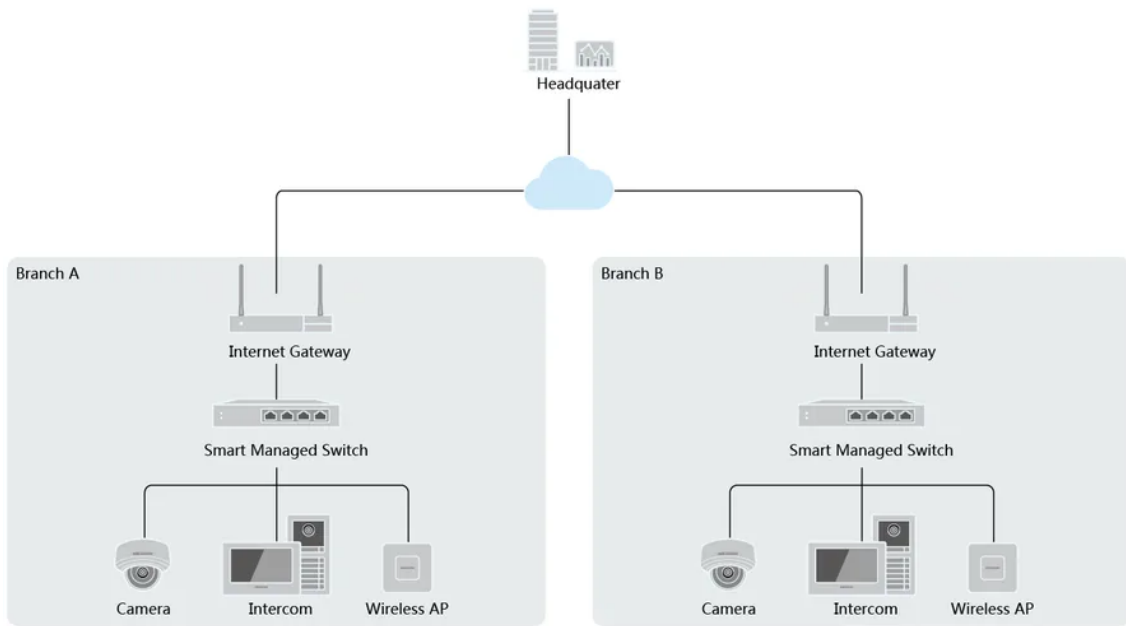 Headquater
Branch A
Internet Gateway
Smart Managed Switch
Camera
Intercom
Wireless AP
Branch B
Internet Gateway
Smart Managed Switch
Camera
Intercom
Wireless AP